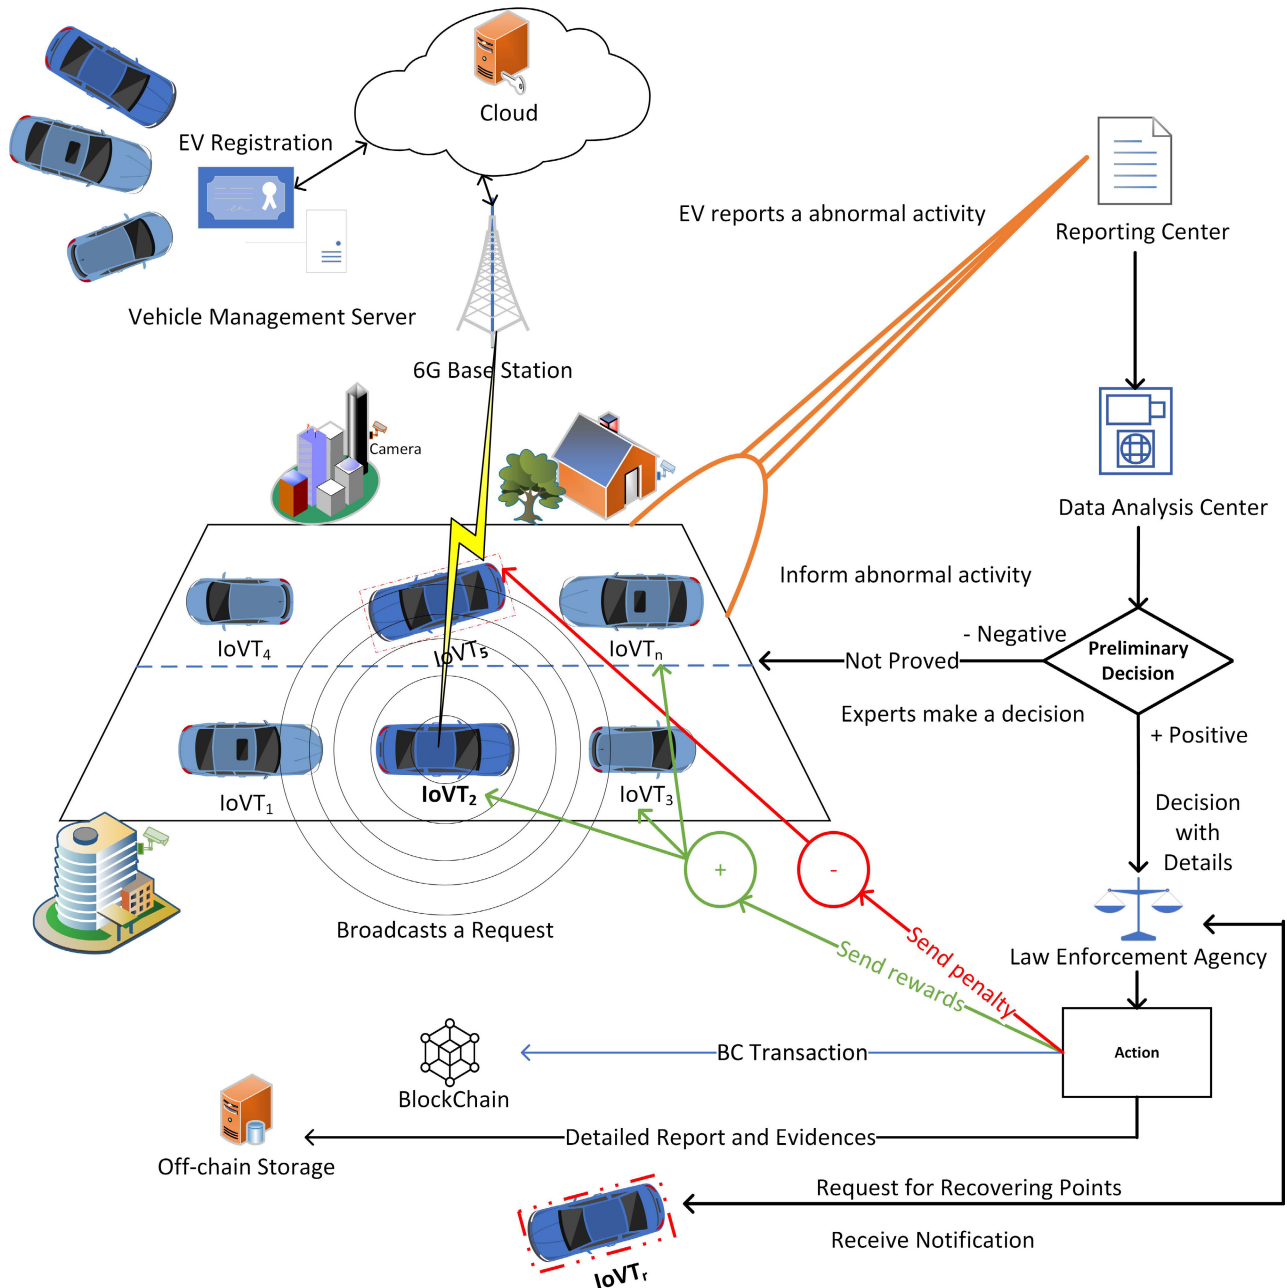 Cloud
EV Registration
EV reports a abnormal activity
Reporting Center
Vehicle Management Server
6G Base Station
Camera
Data Analysis Center
Inform abnormal activity
- Negative
Preliminary
Decision
Not Proved
IoVT4
IoVT5
IoVTn
Experts make a decision
+ Positive
IoVT1
IoVT2
IoVT3
Decision
with
Details
+
-
Broadcasts a Request
Send rewards
Send penalty
Law Enforcement Agency
BC Transaction
Action
BlockChain
Detailed Report and Evidences
Off-chain Storage
Request for Recovering Points
Receive Notification
IoVTr